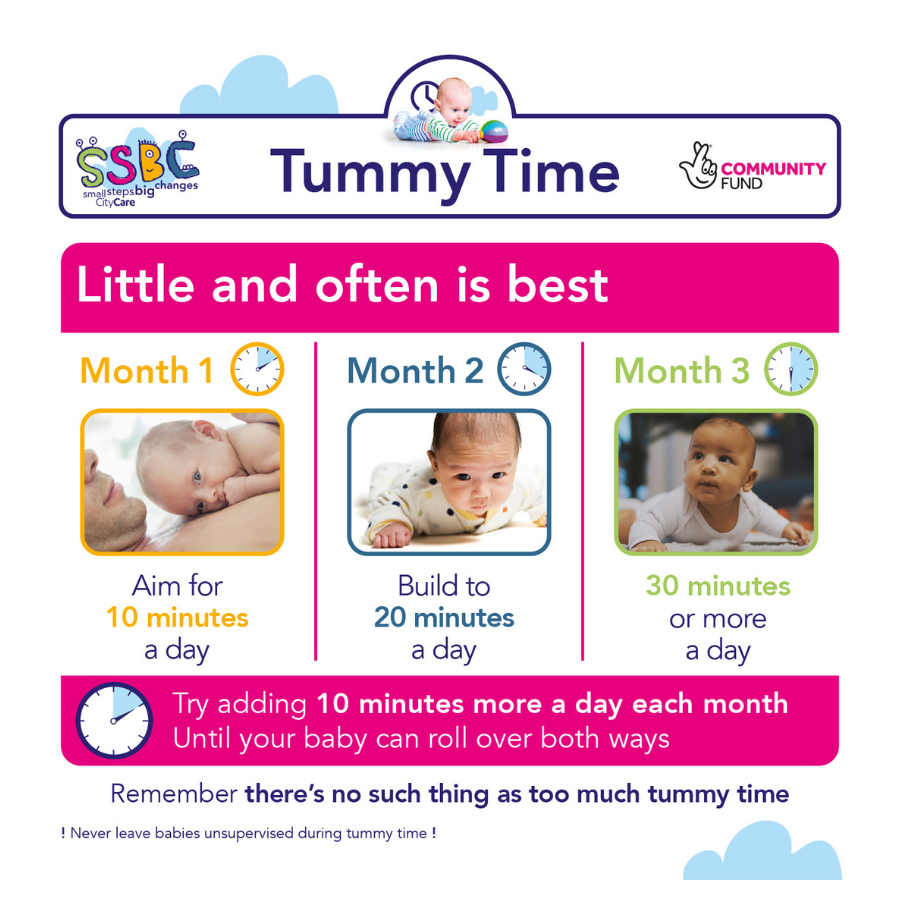 SSBC
small steps big changes
CityCare
Tummy Time
COMMUNITY
FUND
Little and often is best
Month 1
Aim for
10 minutes
a day
Month 2
Build to
20 minutes
a day
Month 3
30 minutes
or more
a day
Try adding 10 minutes more a day each month
Until your baby can roll over both ways
Remember there's no such thing as too much tummy time
! Never leave babies unsupervised during tummy time !